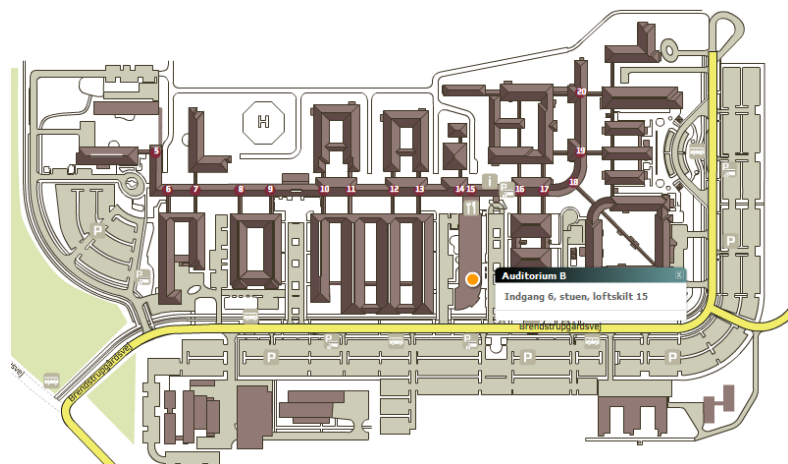 20
5
19
H
6
7
8
9
10
11
12
13
14
15
i
P
16
17
18
P
P
P
P
Auditorium B
x
Indgang 6, stuen, loftskilt 15
Brendstrupgårdsvej
P
P
P
P
P
P
Brendstrupgårdsvej